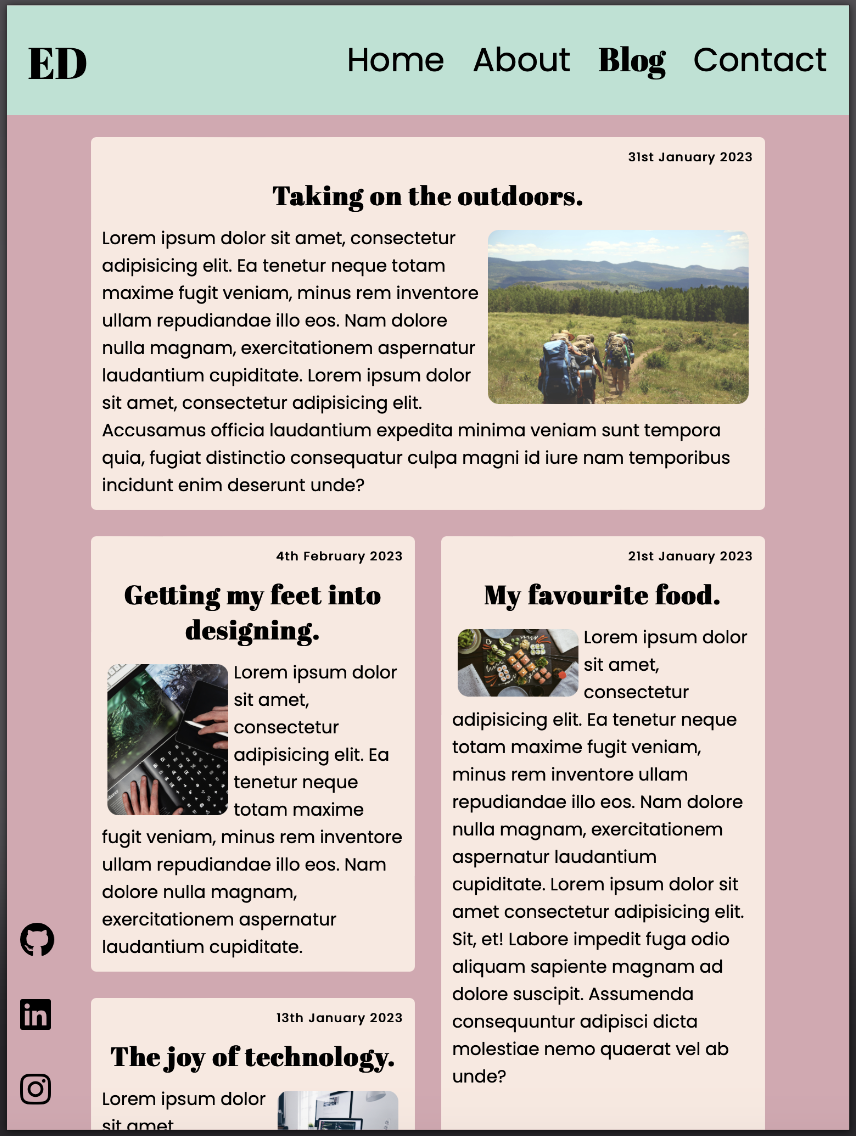 ED
Home About Blog Contact
31st January 2023
Taking on the outdoors.
Lorem ipsum dolor sit amet, consectetur
adipisicing elit. Ea tenetur neque totam
maxime fugit veniam, minus rem inventore
ullam repudiandae illo eos. Nam dolore
nulla magnam, exercitationem aspernatur
laudantium cupiditate. Lorem ipsum dolor
sit amet, consectetur adipisicing elit.
Accusamus officia laudantium expedita minima veniam sunt tempora
quia, fugiat distinctio consequatur culpa magni id iure nam temporibus
incidunt enim deserunt unde?
4th February 2023
Getting my feet into
designing.
Lorem ipsum dolor
sit amet,
consectetur
adipisicing elit. Ea
tenetur neque
totam maxime
fugit veniam, minus rem inventore
ullam repudiandae illo eos. Nam
dolore nulla magnam,
exercitationem aspernatur
laudantium cupiditate.
21st January 2023
My favourite food.
Lorem ipsum dolor
sit amet,
consectetur
adipisicing elit. Ea tenetur neque
totam maxime fugit veniam,
minus rem inventore ullam
repudiandae illo eos. Nam dolore
nulla magnam, exercitationem
aspernatur laudantium
cupiditate. Lorem ipsum dolor sit
amet consectetur adipisicing elit.
Sit, et! Labore impedit fuga odio
aliquam sapiente magnam ad
dolore suscipit. Assumenda
consequuntur adipisci dicta
molestiae nemo quaerat vel ab
unde?
13th January 2023
The joy of technology.
Lorem ipsum dolor
sit amet
in